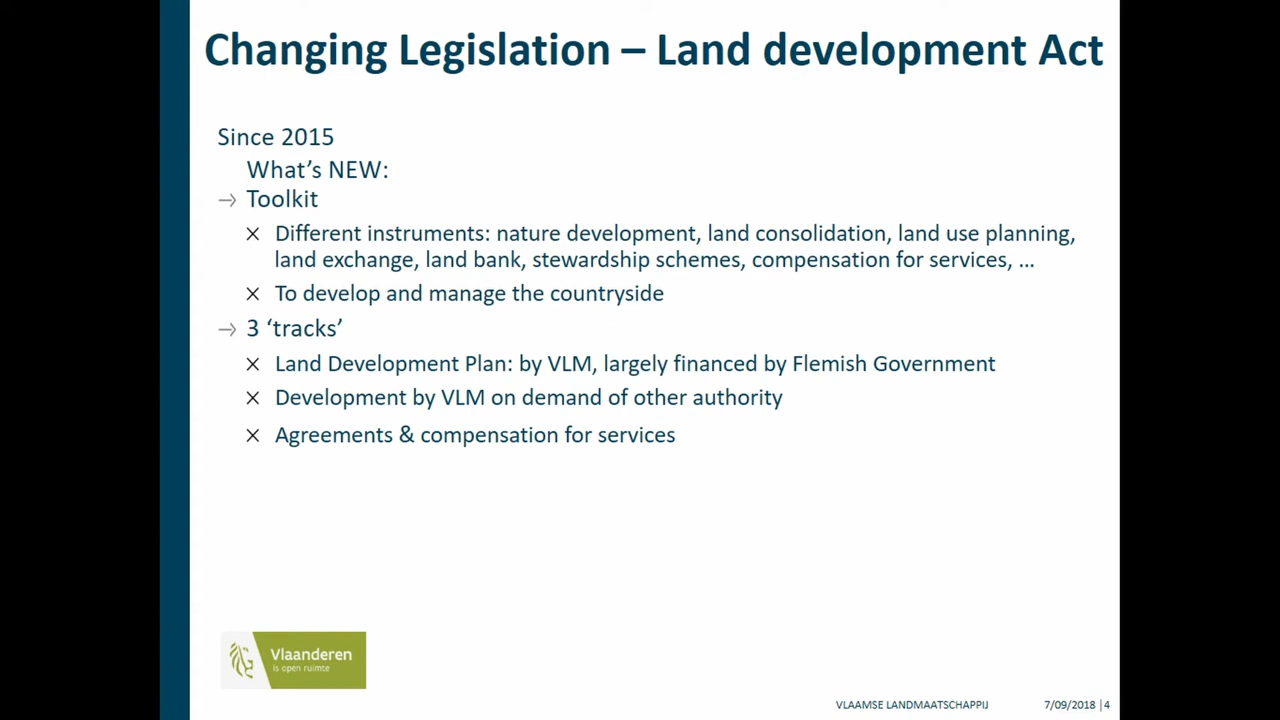 Changing Legislation – Land development Act
Since 2015
What's NEW:
→ Toolkit
× Different instruments: nature development, land consolidation, land use planning,
land exchange, land bank, stewardship schemes, compensation for services, …
× To develop and manage the countryside
→ 3 ‘tracks’
× Land Development Plan: by VLM, largely financed by Flemish Government
× Development by VLM on demand of other authority
× Agreements & compensation for services
Vlaanderen
is open ruimte
VLAAMSE LANDMAATSCHAPPIJ 7/09/2018 | 4